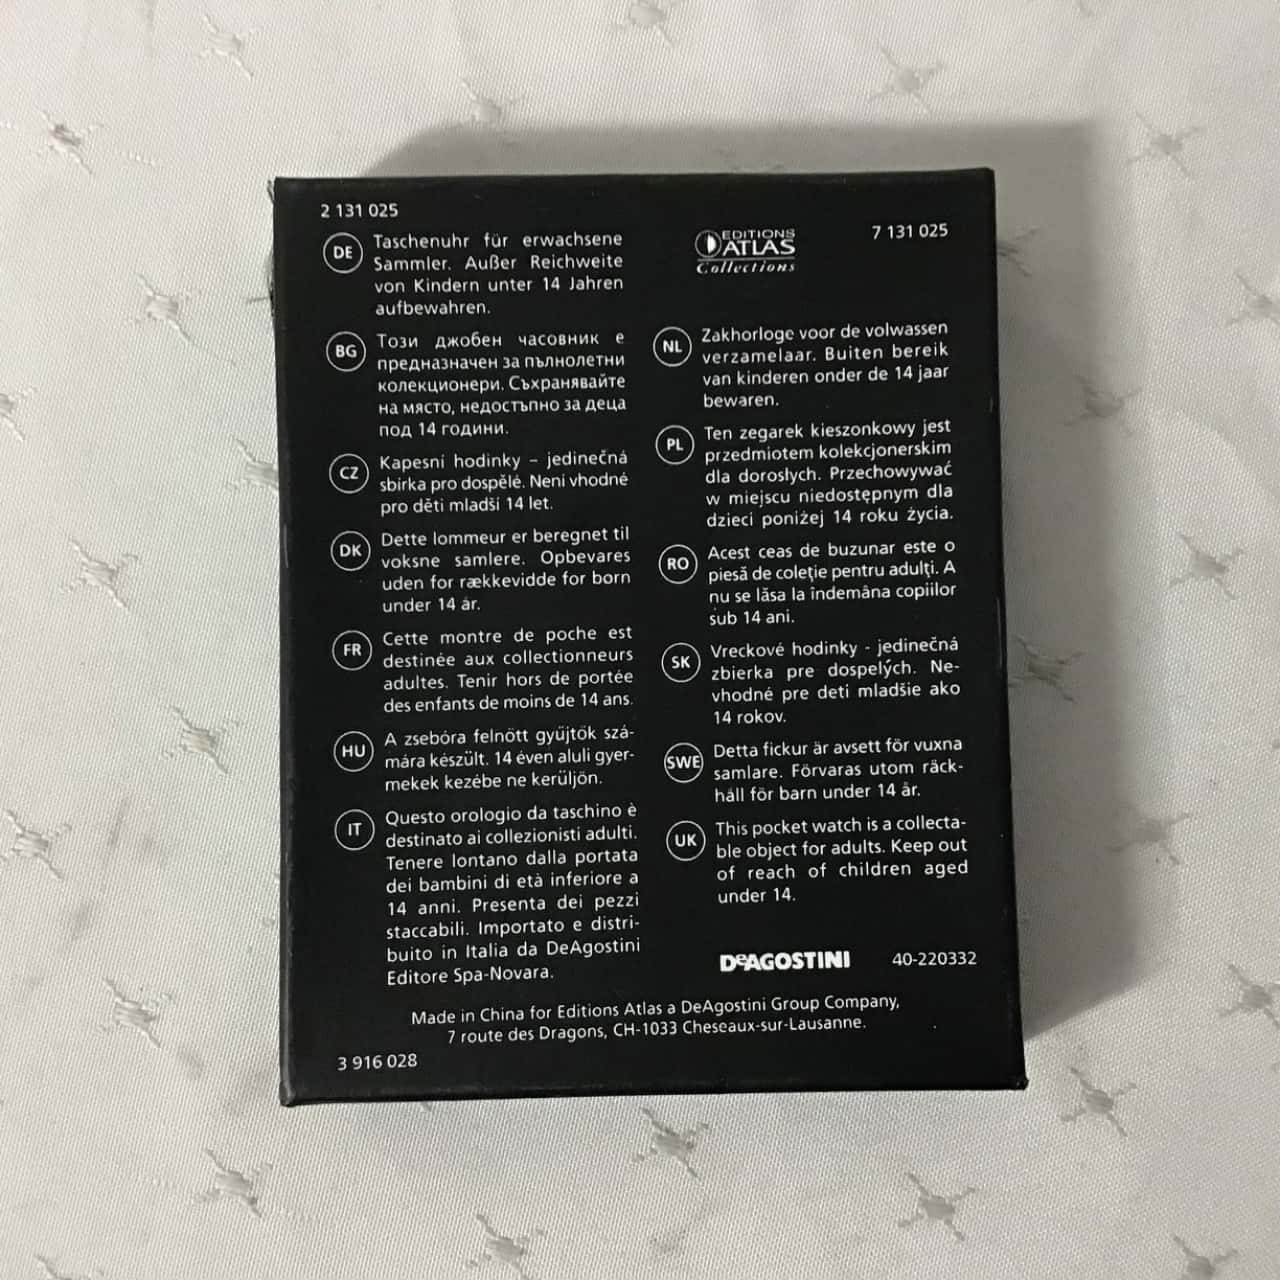 2 131 025
DE
Taschenuhr für erwachsene
Sammler. Außer Reichweite
von Kindern unter 14 Jahren
aufbewahren.
BG
Този джобен часовник е
предназначен за пълнолетни
колекционери. Съхранявайте
на място, недостъпно за деца
под 14 години.
CZ
Kapesní hodinky – jedinečná
sbírka pro dospělé. Není vhodné
pro děti mladší 14 let.
DK
Dette lommeur er beregnet til
voksne samlere. Opbevares
uden for rækkevidde for born
under 14 år.
FR
Cette montre de poche est
destinée aux collectionneurs
adultes. Tenir hors de portée
des enfants de moins de 14 ans.
HU
A zsebóra felnött gyűjtők szá-
mára készült. 14 éven aluli gyer-
mekek kezébe ne kerüljön.
IT
Questo orologio da taschino è
destinato ai collezionisti adulti.
Tenere lontano dalla portata
dei bambini di età inferiore a
14 anni. Presenta dei pezzi
staccabili. Importato e distri-
buito in Italia da DeAgostini
Editore Spa-Novara.
EDITIONS
ATLAS
Collections
7 131 025
NL
Zakhorloge voor de volwassen
verzamelaar. Buiten bereik
van kinderen onder de 14 jaar
bewaren.
PL
Ten zegarek kieszonkowy jest
przedmiotem kolekcjonerskim
dla dorosłych. Przechowywać
w miejscu niedostępnym dla
dzieci poniżej 14 roku życia.
RO
Acest ceas de buzunar este o
piesă de coleţie pentru adulţi. A
nu se lăsa la îndemâna copiilor
sub 14 ani.
SK
Vreckové hodinky - jedinečná
zbierka pre dospelých. Ne-
vhodné pre deti mladšie ako
14 rokov.
SWE
Detta fickur är avsett för vuxna
samlare. Förvaras utom räck-
håll för barn under 14 år.
UK
This pocket watch is a collecta-
ble object for adults. Keep out
of reach of children aged
under 14.
DeAGOSTINI
40-220332
Made in China for Editions Atlas a DeAgostini Group Company,
7 route des Dragons, CH-1033 Cheseaux-sur-Lausanne.
3 916 028